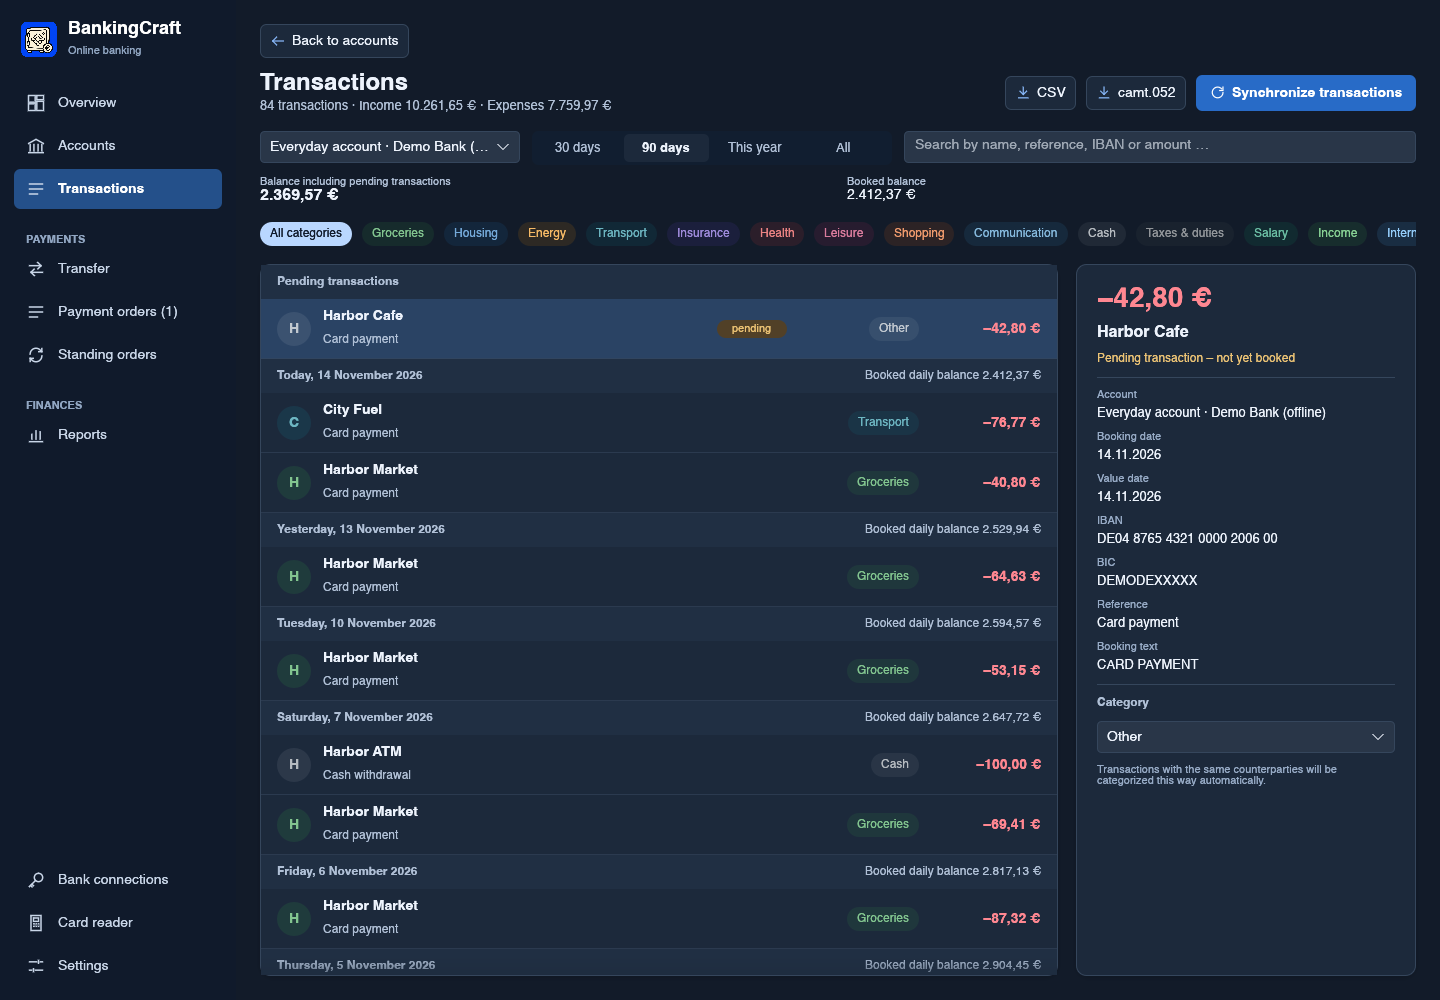 BankingCraft
Online banking
Overview
Accounts
Transactions
PAYMENTS
Transfer
Payment orders (1)
Standing orders
FINANCES
Reports
Bank connections
Card reader
Settings
Back to accounts
Transactions
84 transactions · Income 10.261,65 € · Expenses 7.759,97 €
CSV
camt.052
Synchronize transactions
Everyday account · Demo Bank (…
30 days
90 days
This year
All
Search by name, reference, IBAN or amount …
Balance including pending transactions
2.369,57 €
Booked balance
2.412,37 €
All categories
Groceries
Housing
Energy
Transport
Insurance
Health
Leisure
Shopping
Communication
Cash
Taxes & duties
Salary
Income
Intern
Pending transactions
H
Harbor Cafe
Card payment
pending
Other
−42,80 €
Today, 14 November 2026
Booked daily balance 2.412,37 €
C
City Fuel
Card payment
Transport
−76,77 €
H
Harbor Market
Card payment
Groceries
−40,80 €
Yesterday, 13 November 2026
Booked daily balance 2.529,94 €
H
Harbor Market
Card payment
Groceries
−64,63 €
Tuesday, 10 November 2026
Booked daily balance 2.594,57 €
H
Harbor Market
Card payment
Groceries
−53,15 €
Saturday, 7 November 2026
Booked daily balance 2.647,72 €
H
Harbor ATM
Cash withdrawal
Cash
−100,00 €
H
Harbor Market
Card payment
Groceries
−69,41 €
Friday, 6 November 2026
Booked daily balance 2.817,13 €
H
Harbor Market
Card payment
Groceries
−87,32 €
Thursday, 5 November 2026
Booked daily balance 2.904,45 €
−42,80 €
Harbor Cafe
Pending transaction – not yet booked
Account
Everyday account · Demo Bank (offline)
Booking date
14.11.2026
Value date
14.11.2026
IBAN
DE04 8765 4321 0000 2006 00
BIC
DEMODEXXXXX
Reference
Card payment
Booking text
CARD PAYMENT
Category
Other
Transactions with the same counterparties will be
categorized this way automatically.